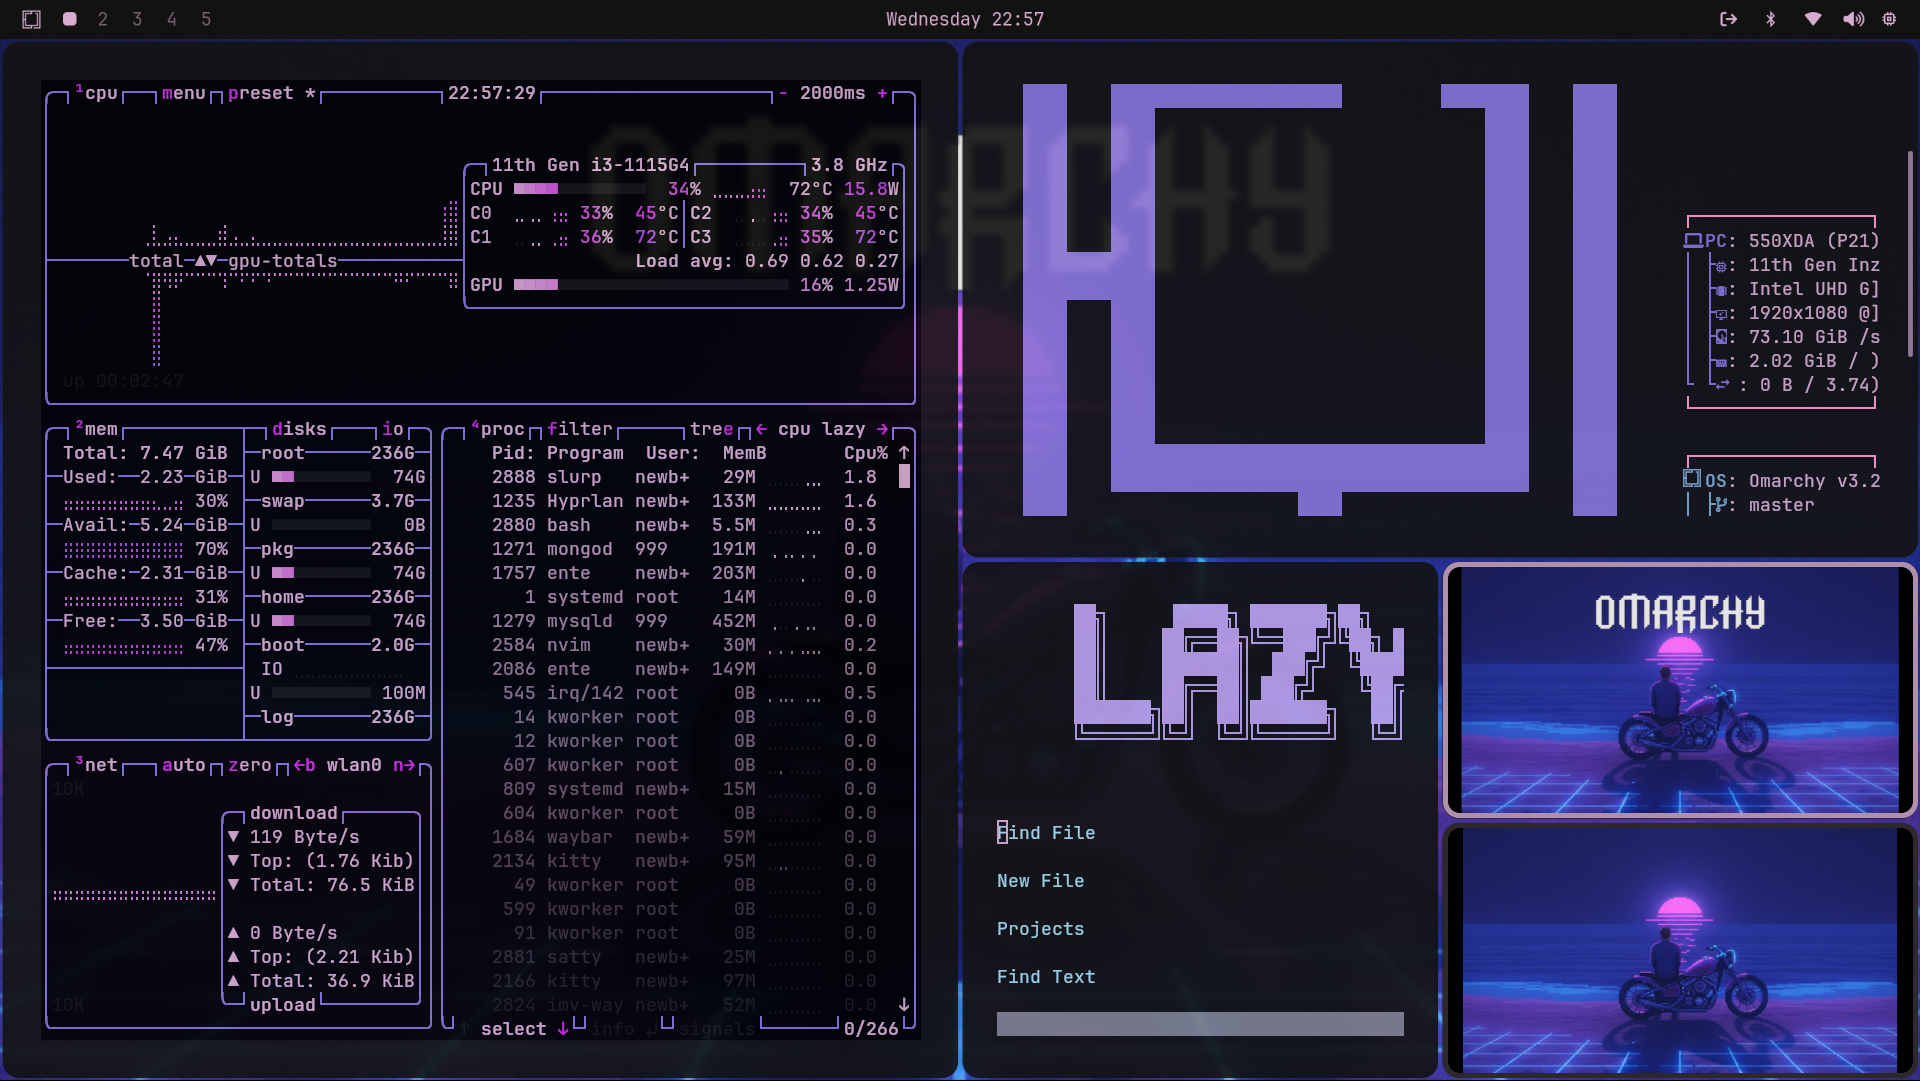 2 3 4 5
Wednesday 22:57
¹cpu menu preset * 22:57:29 - 2000ms +
11th Gen i3-1115G4 3.8 GHz
CPU 34% 72°C 15.8W
C0 33% 45°C C2 34% 45°C
C1 36% 72°C C3 35% 72°C
total ▲▼ gpu-totals
Load avg: 0.69 0.62 0.27
GPU 16% 1.25W
up 00:02:47
²mem disks io
Total: 7.47 GiB root 236G
Used: 2.23 GiB U 74G
30% swap 3.7G
Avail: 5.24 GiB U 0B
70% pkg 236G
Cache: 2.31 GiB U 74G
31% home 236G
Free: 3.50 GiB U 74G
47% boot 2.0G
IO
U 100M
log 236G
³net auto zero ←b wlan0 n→
10K
download
▼ 119 Byte/s
▼ Top: (1.76 Kib)
▼ Total: 76.5 KiB
▲ 0 Byte/s
▲ Top: (2.21 Kib)
▲ Total: 36.9 KiB
10K
upload
⁴proc filter tree ← cpu lazy →
Pid: Program User: MemB Cpu% ↑
2888 slurp newb+ 29M 1.8
1235 Hyprlan newb+ 133M 1.6
2880 bash newb+ 5.5M 0.3
1271 mongod 999 191M 0.0
1757 ente newb+ 203M 0.0
1 systemd root 14M 0.0
1279 mysqld 999 452M 0.0
2584 nvim newb+ 30M 0.2
2086 ente newb+ 149M 0.0
545 irq/142 root 0B 0.5
14 kworker root 0B 0.0
12 kworker root 0B 0.0
607 kworker root 0B 0.0
809 systemd newb+ 15M 0.0
604 kworker root 0B 0.0
1684 waybar newb+ 59M 0.0
2134 kitty newb+ 95M 0.0
49 kworker root 0B 0.0
599 kworker root 0B 0.0
91 kworker root 0B 0.0
2881 satty newb+ 25M 0.0
2166 kitty newb+ 97M 0.0
2824 imv-way newb+ 52M 0.0 ↓
↑ select ↓ info ↲ signals 0/266
OMARCHY
PC: 550XDA (P21)
: 11th Gen Inz
: Intel UHD G]
: 1920x1080 @]
: 73.10 GiB /s
: 2.02 GiB / )
: 0 B / 3.74)
OS: Omarchy v3.2
: master
LAZY
Find File
New File
Projects
Find Text
OMARCHY